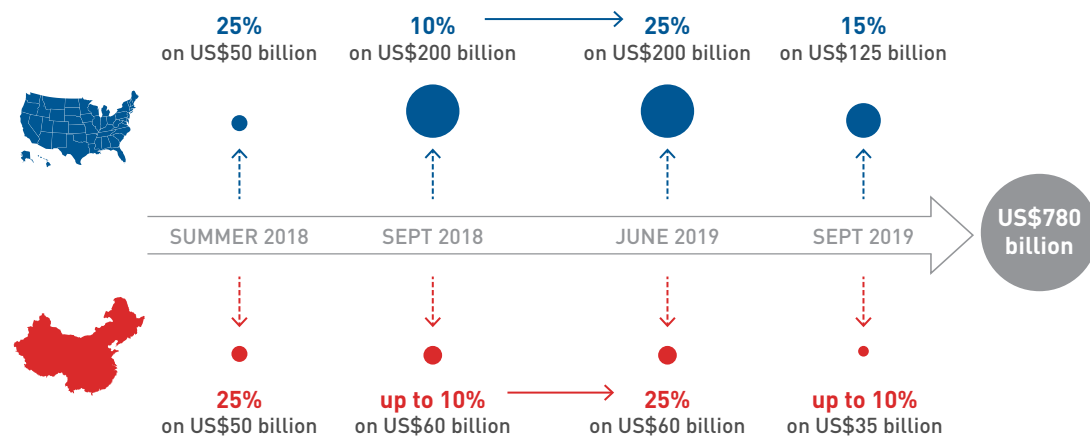 25%
on US$50 billion
10%
on US$200 billion
25%
on US$200 billion
15%
on US$125 billion
SUMMER 2018
SEPT 2018
JUNE 2019
SEPT 2019
US$780
billion
25%
on US$50 billion
up to 10%
on US$60 billion
25%
on US$60 billion
up to 10%
on US$35 billion